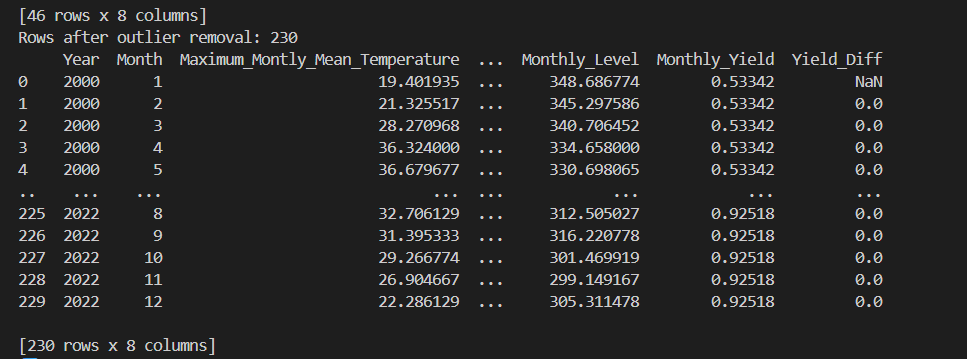 [46 rows x 8 columns]
Rows after outlier removal: 230
     Year  Month  Maximum_Montly_Mean_Temperature  ...  Monthly_Level  Monthly_Yield  Yield_Diff
0    2000      1                        19.401935  ...     348.686774        0.53342         NaN
1    2000      2                        21.325517  ...     345.297586        0.53342         0.0
2    2000      3                        28.270968  ...     340.706452        0.53342         0.0
3    2000      4                        36.324000  ...     334.658000        0.53342         0.0
4    2000      5                        36.679677  ...     330.698065        0.53342         0.0
..    ...    ...                              ...  ...            ...            ...         ...
225  2022      8                        32.706129  ...     312.505027        0.92518         0.0
226  2022      9                        31.395333  ...     316.220778        0.92518         0.0
227  2022     10                        29.266774  ...     301.469919        0.92518         0.0
228  2022     11                        26.904667  ...     299.149167        0.92518         0.0
229  2022     12                        22.286129  ...     305.311478        0.92518         0.0
[230 rows x 8 columns]